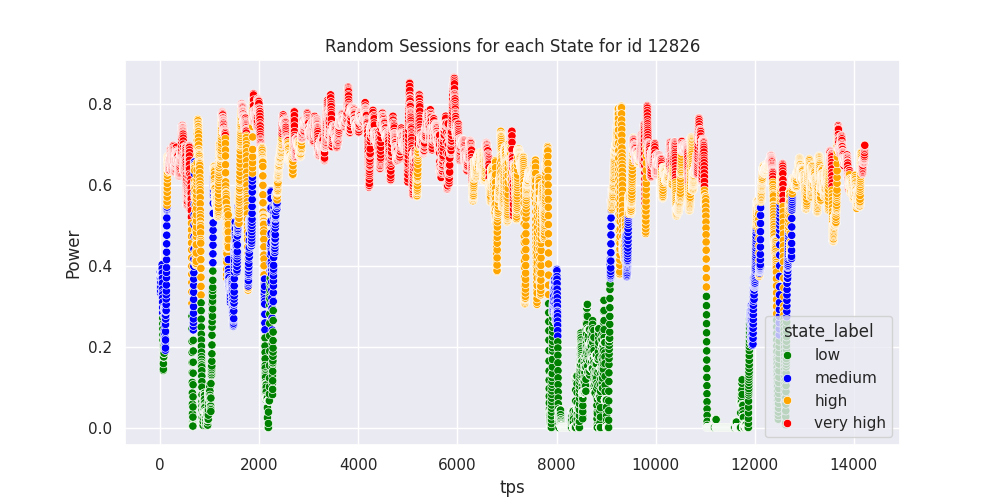 Random Sessions for each State for id 12826
Power
0.8
0.6
0.4
0.2
0.0
state_label
low
medium
high
very high
0
2000
4000
6000
8000
10000
12000
14000
tps